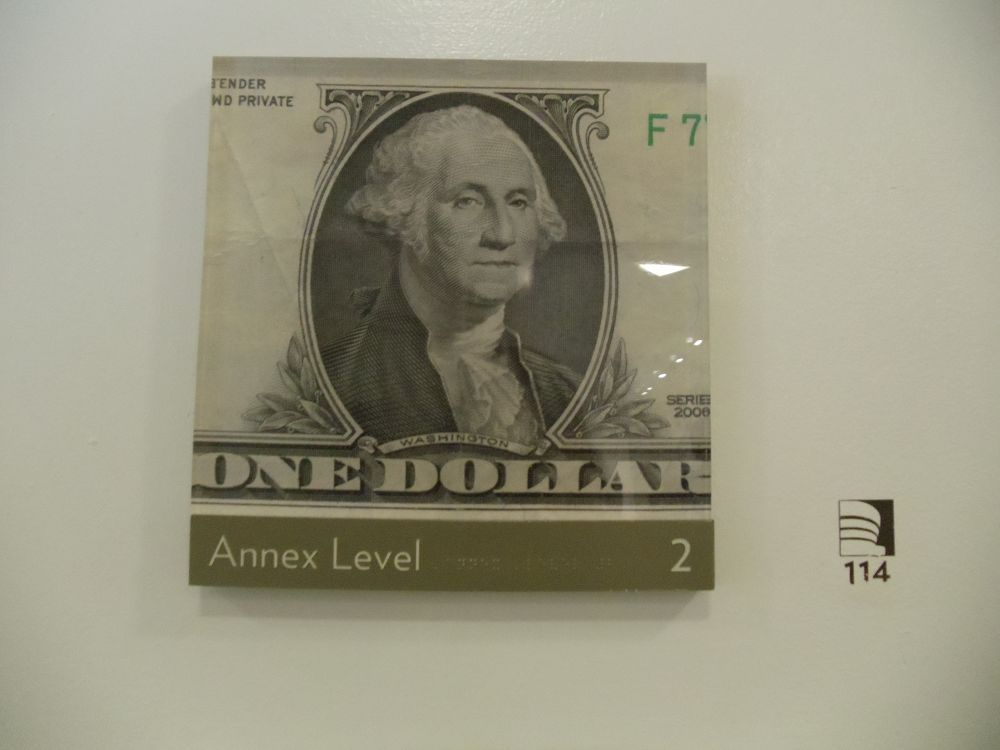 TENDER
WD PRIVATE
F 7
SERIES
2006
WASHINGTON
ONE DOLLAR
Annex Level 2
114